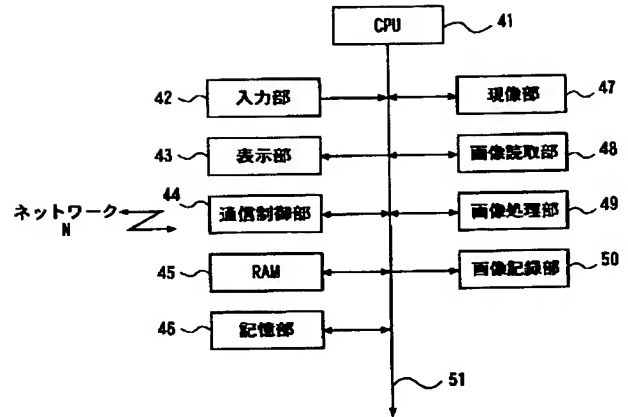 CPU
41
42
入力部
現像部
47
43
表示部
画像読取部
48
44
ネットワーク
N
通信制御部
画像処理部
49
45
RAM
画像記録部
50
46
記憶部
51